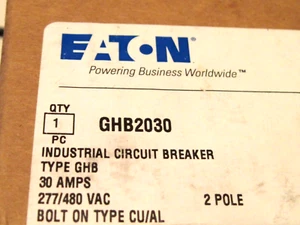 EATON
Powering Business Worldwide™
QTY
1 GHB2030
PC
INDUSTRIAL CIRCUIT BREAKER
TYPE GHB
30 AMPS
277/480 VAC 2 POLE
BOLT ON TYPE CU/AL